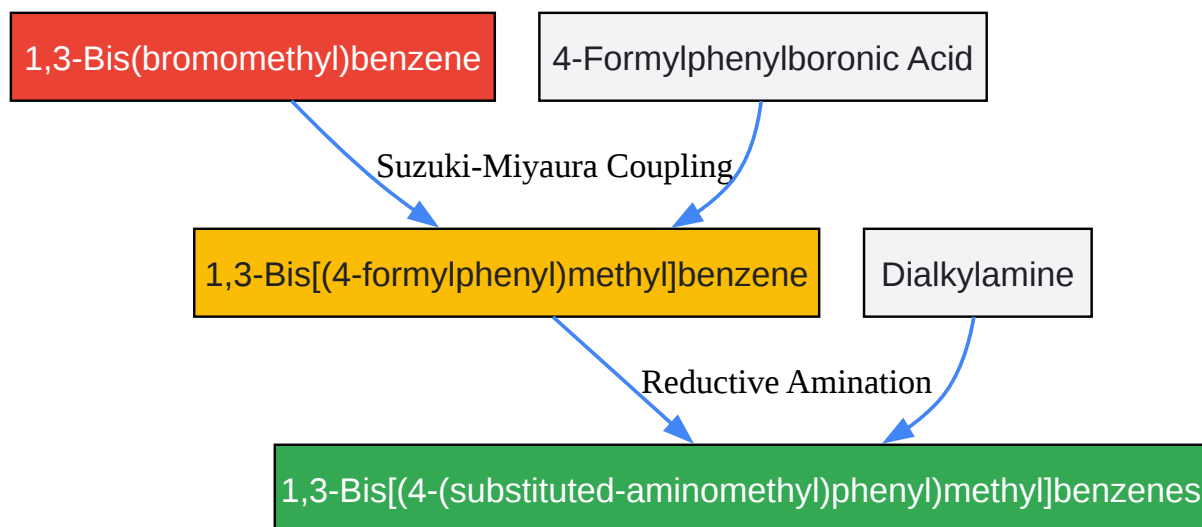 1,3-Bis(bromomethyl)benzene
4-Formylphenylboronic Acid
Suzuki-Miyaura Coupling
1,3-Bis[(4-formylphenyl)methyl]benzene
Dialkylamine
Reductive Amination
1,3-Bis[(4-(substituted-aminomethyl)phenyl)methyl]benzenes